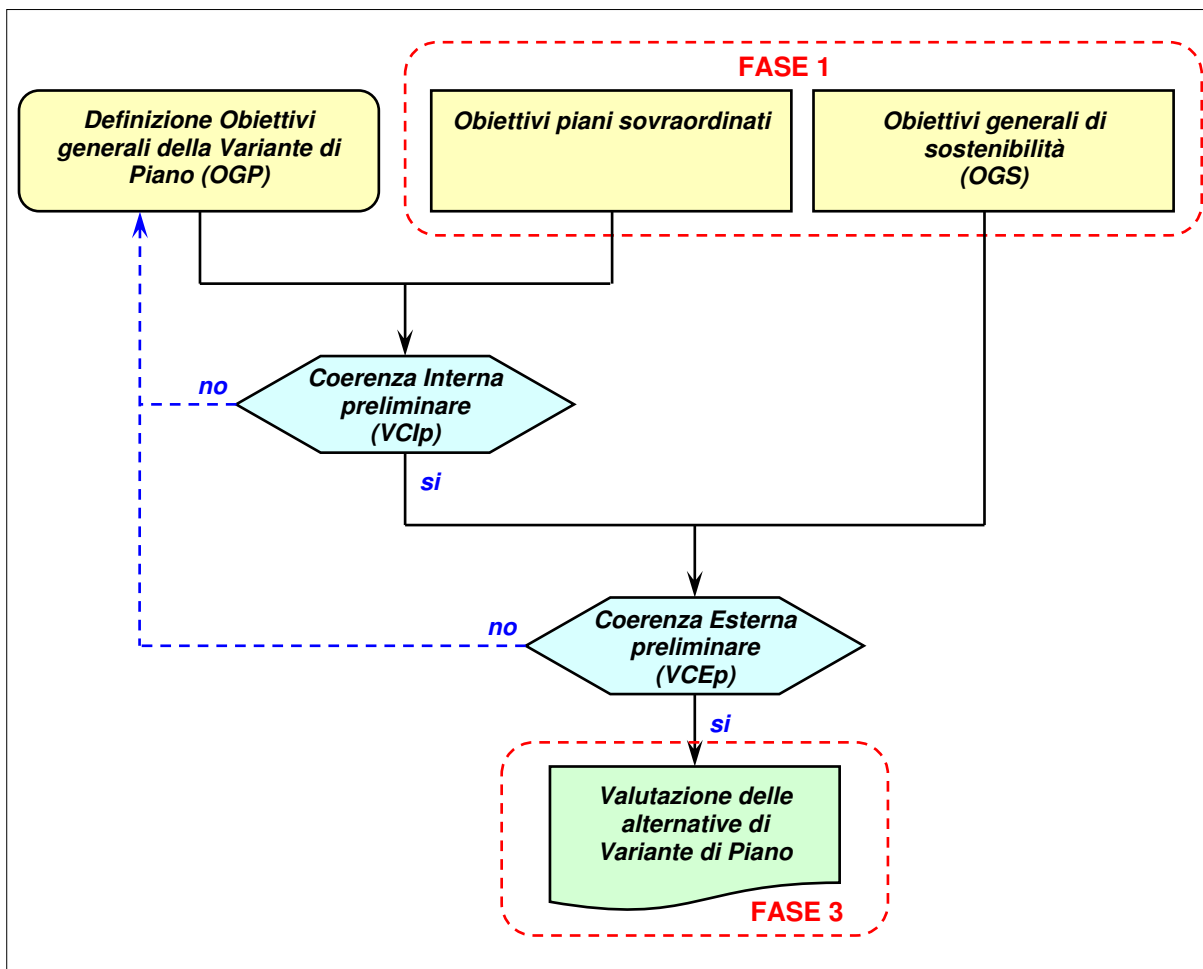 FASE 1
Definizione Obiettivi
generali della Variante di
Piano (OGP)
Obiettivi piani sovraordinati
Obiettivi generali di
sostenibilità
(OGS)
no
Coerenza Interna
preliminare
(VCIp)
si
no
Coerenza Esterna
preliminare
(VCEp)
si
Valutazione delle
alternative di
Variante di Piano
FASE 3